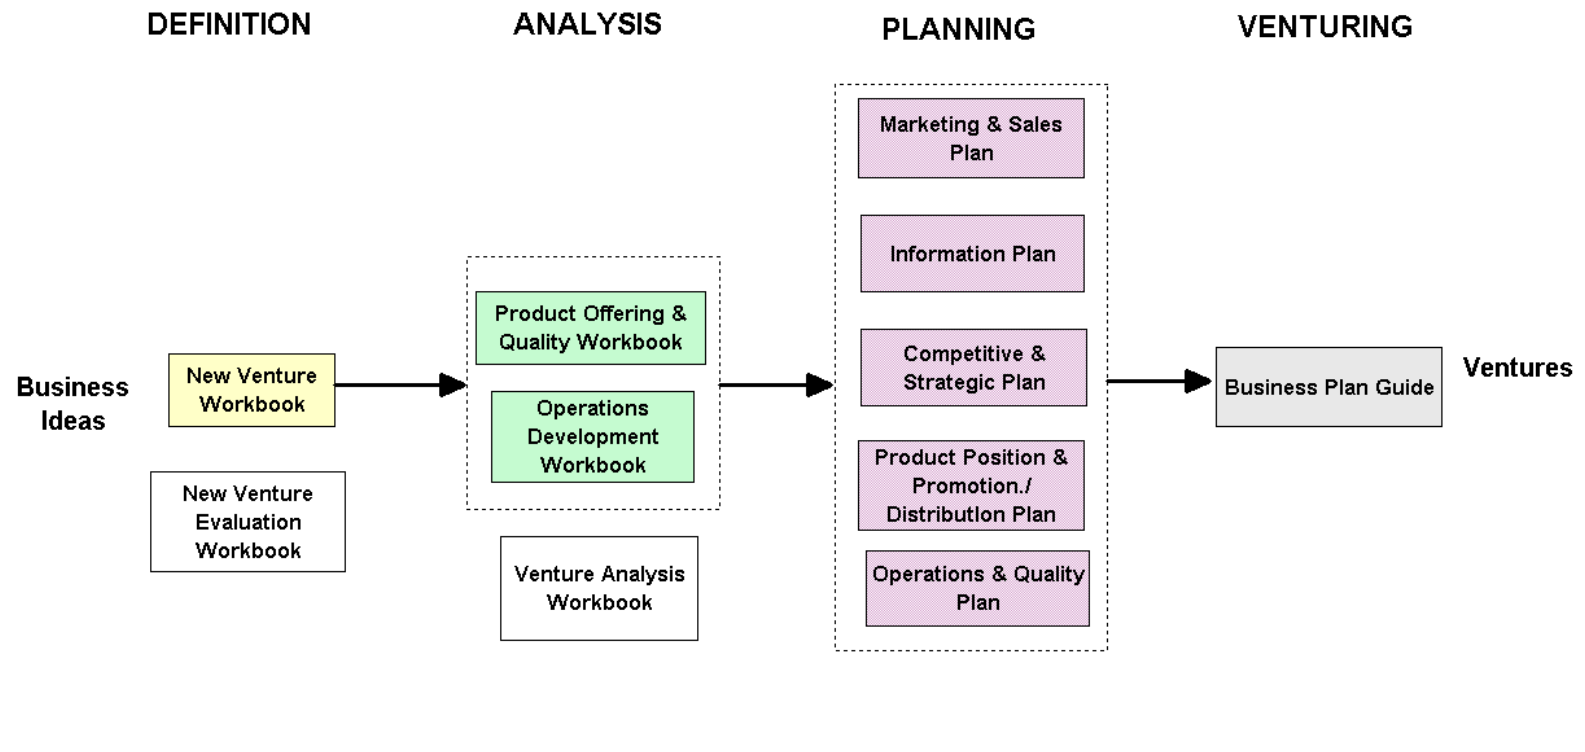 DEFINITION
ANALYSIS
PLANNING
VENTURING
Business
Ideas
New Venture
Workbook
New Venture
Evaluation
Workbook
Product Offering &
Quality Workbook
Operations
Development
Workbook
Venture Analysis
Workbook
Marketing & Sales
Plan
Information Plan
Competitive &
Strategic Plan
Product Position &
Promotion./
DistributIon Plan
Operations & Quality
Plan
Business Plan Guide
Ventures